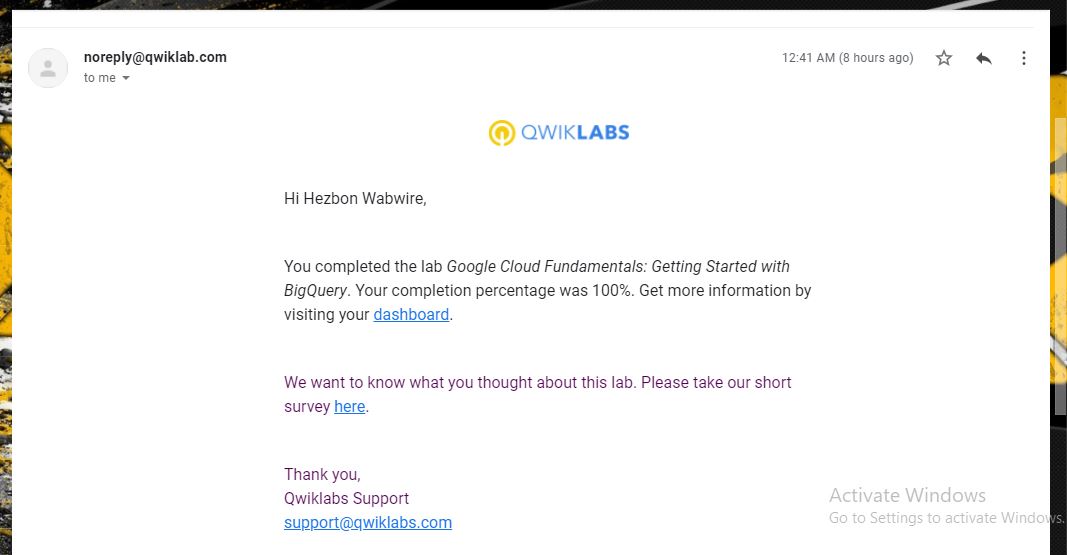 noreply@qwiklab.com
12:41 AM (8 hours ago)
to me
QWIKLABS
Hi Hezbon Wabwire,
You completed the lab Google Cloud Fundamentals: Getting Started with
BigQuery. Your completion percentage was 100%. Get more information by
visiting your dashboard.
We want to know what you thought about this lab. Please take our short
survey here.
Thank you,
Qwiklabs Support
support@qwiklabs.com
Activate Windows
Go to Settings to activate Windows.